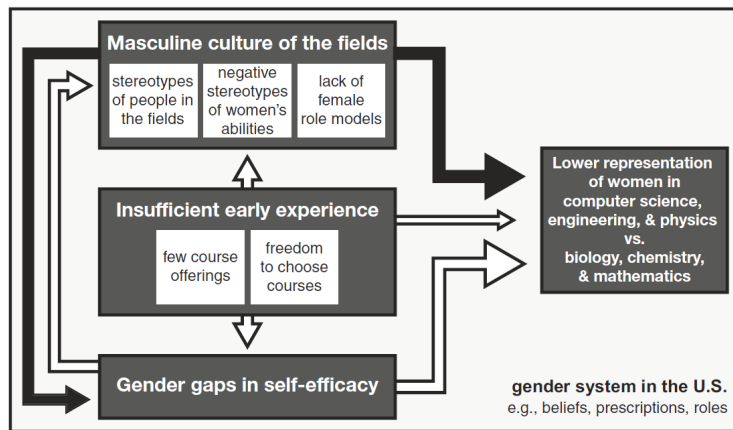 Masculine culture of the fields
stereotypes
of people in
the fields
negative
stereotypes
of women's
abilities
lack of
female
role models
Insufficient early experience
few course
offerings
freedom
to choose
courses
Gender gaps in self-efficacy
Lower representation
of women in
computer science,
engineering, & physics
vs.
biology, chemistry,
& mathematics
gender system in the U.S.
e.g., beliefs, prescriptions, roles